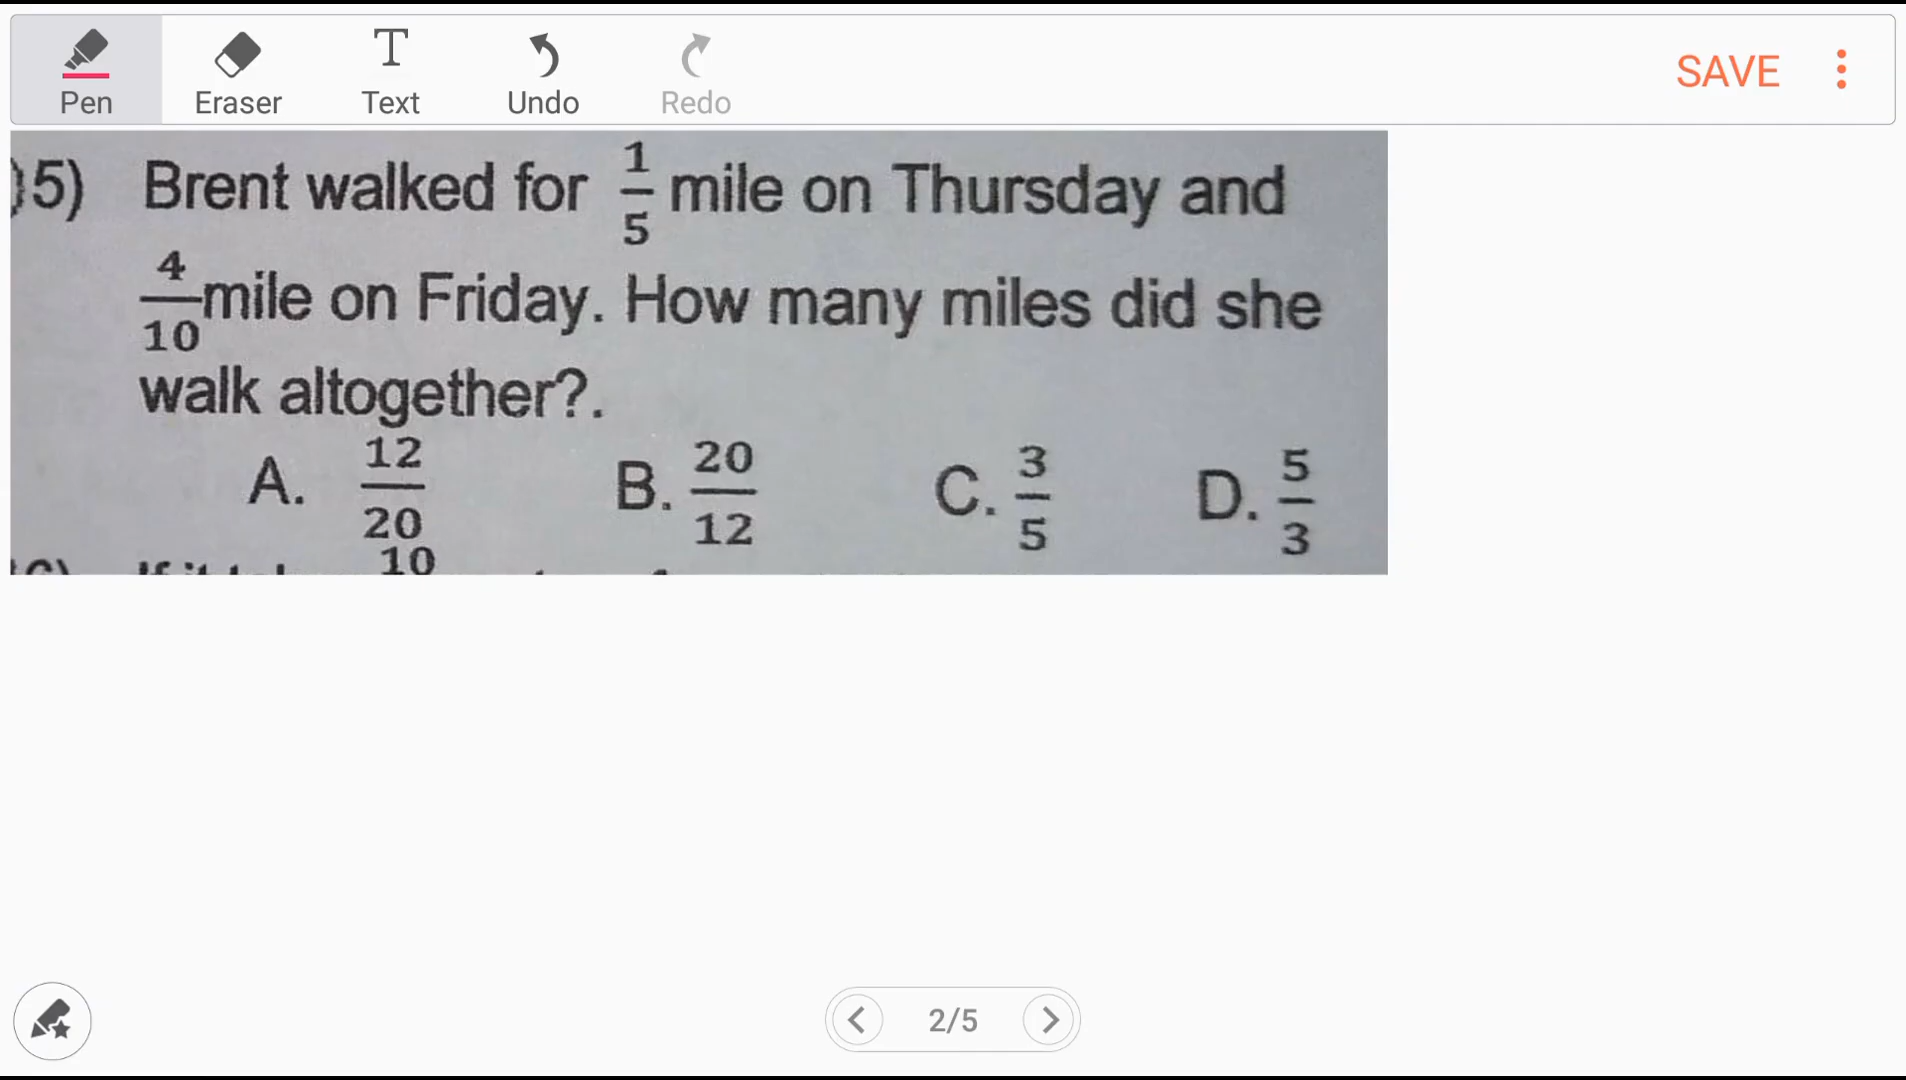 Pen Eraser Text Undo Redo SAVE
)5) Brent walked for 1/5 mile on Thursday and
4/10 mile on Friday. How many miles did she
walk altogether?.
A. 12/20 B. 20/12 C. 3/5 D. 5/3
10
2/5